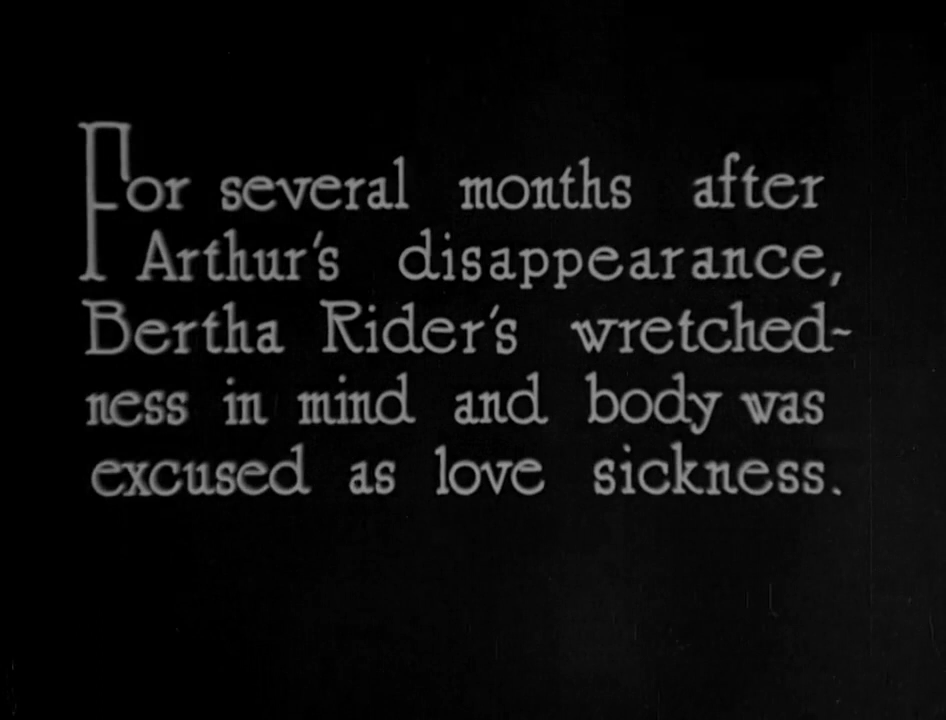 For several months after
Arthur's disappearance,
Bertha Rider's wretched-
ness in mind and body was
excused as love sickness.